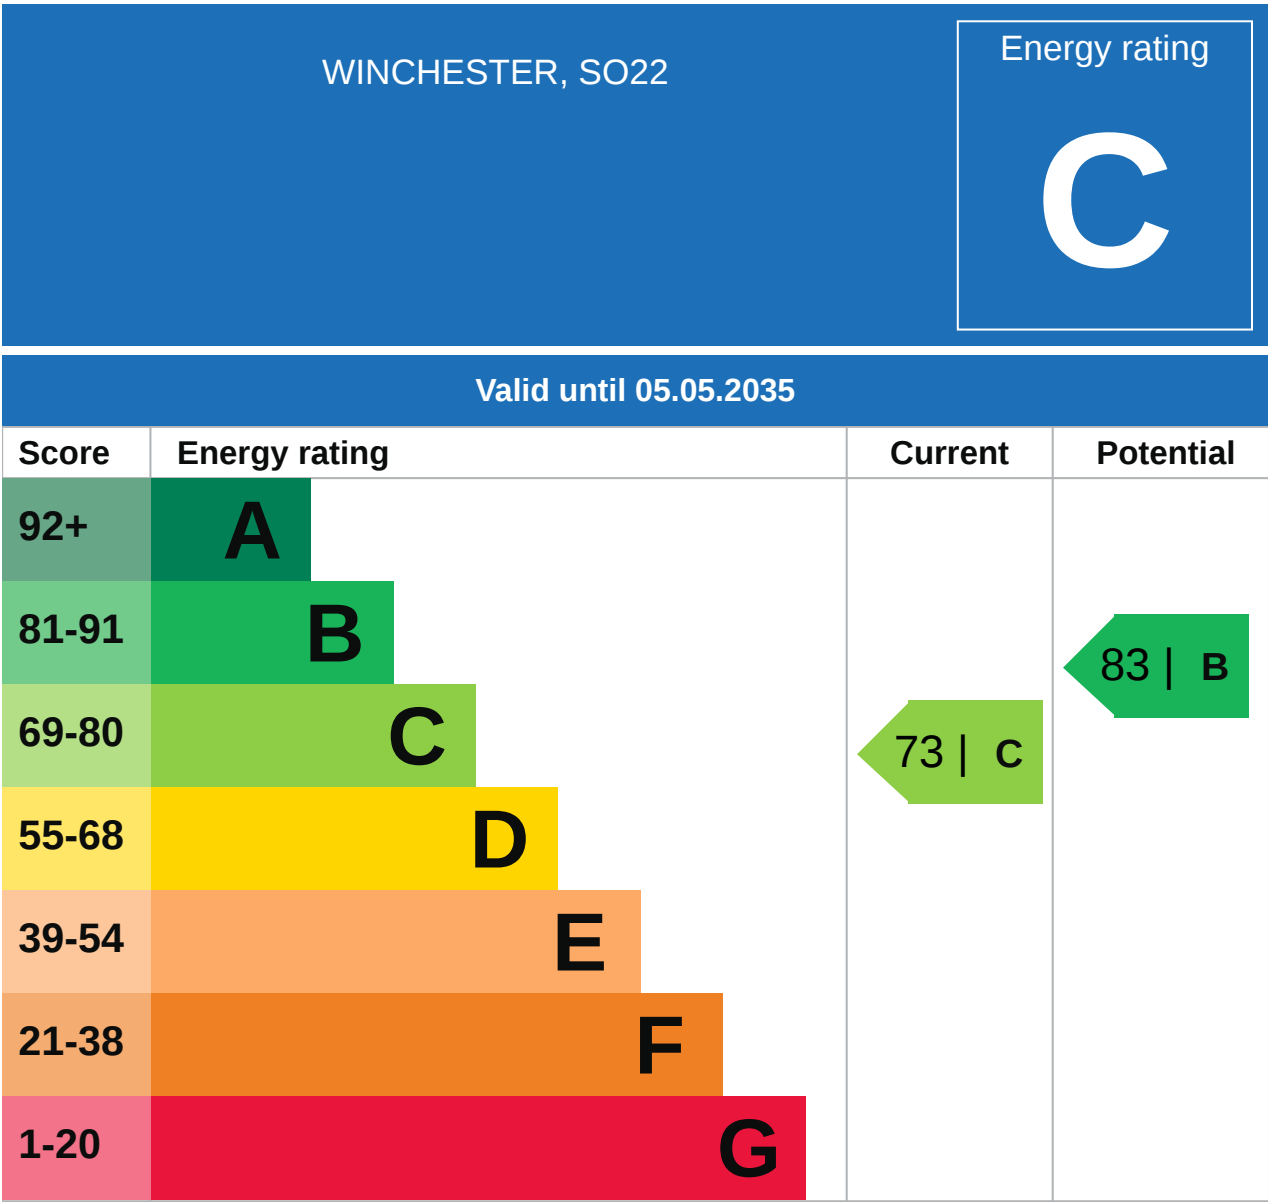 WINCHESTER, SO22
Energy rating
C
Valid until 05.05.2035
Score Energy rating Current Potential
92+ A
81-91 B
83 | B
69-80 C
73 | C
55-68 D
39-54 E
21-38 F
1-20 G